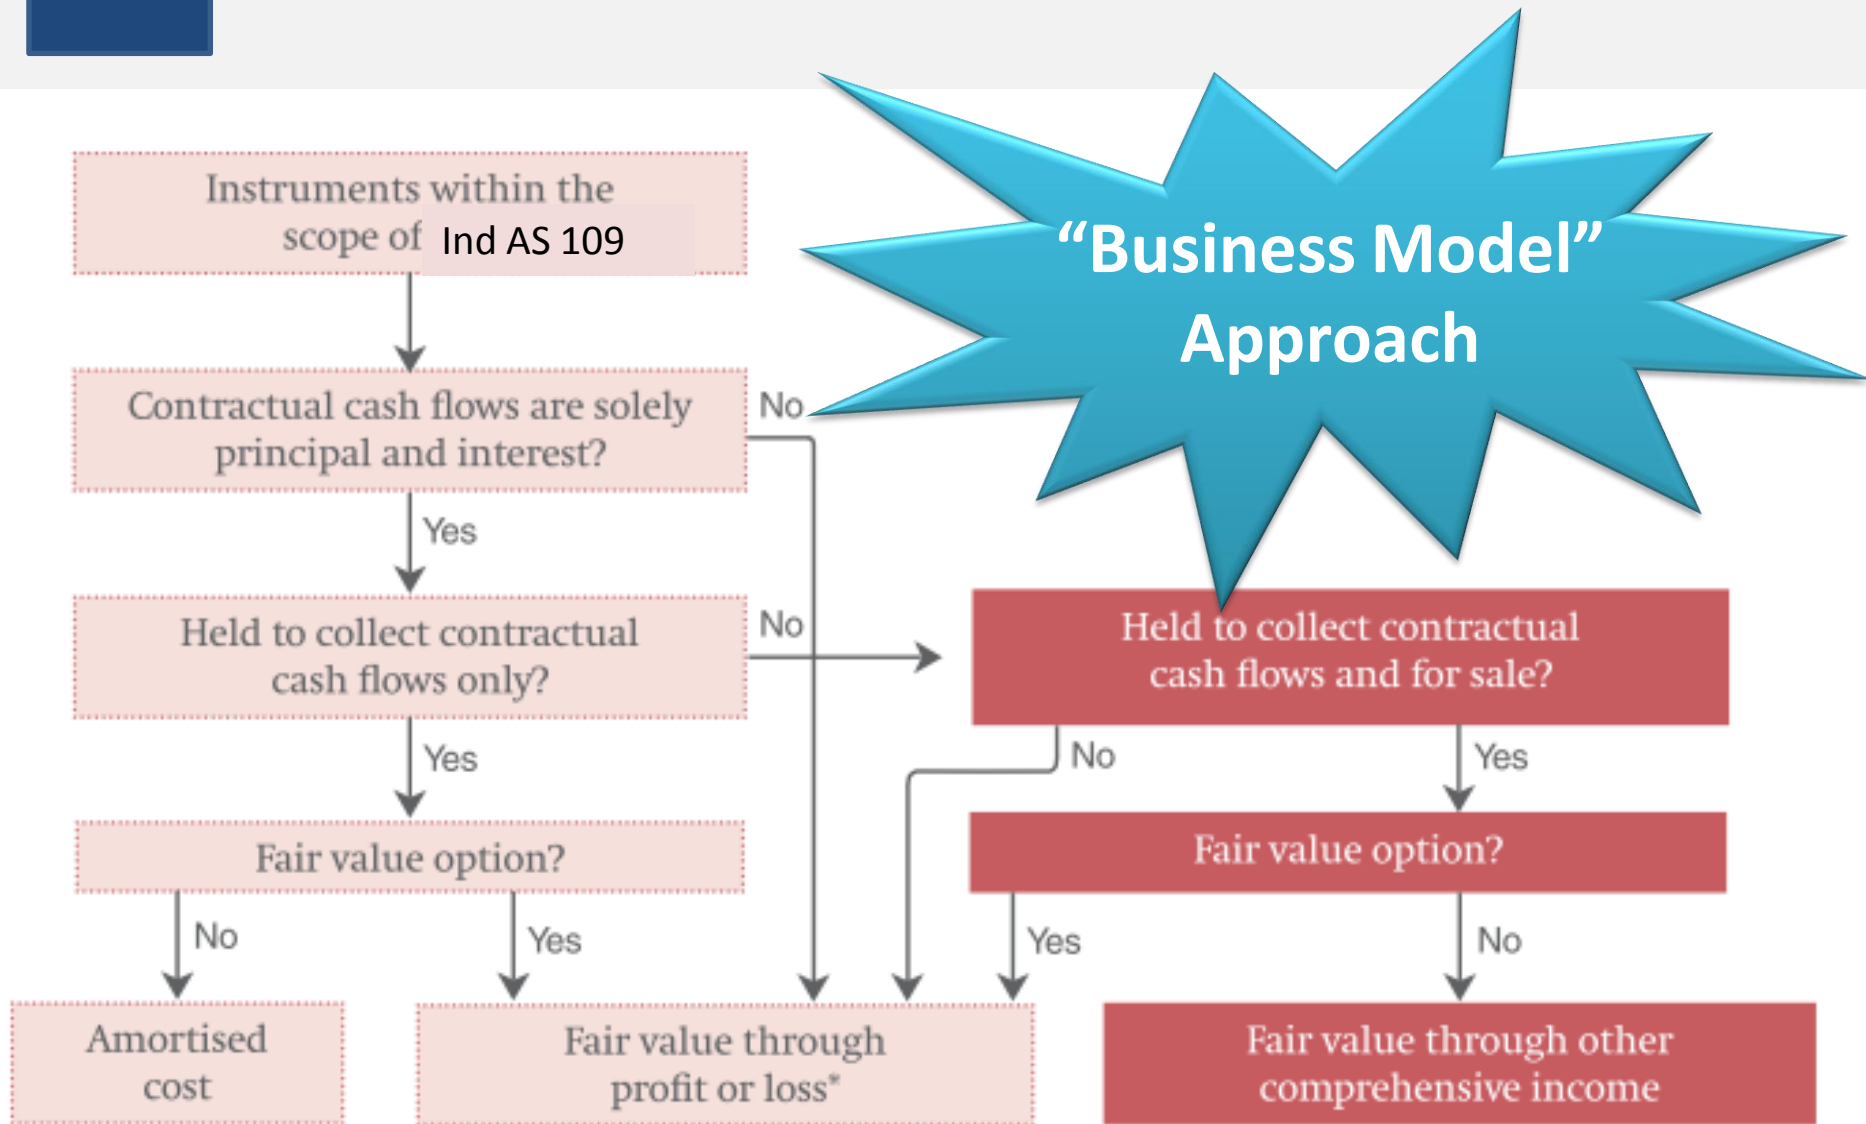 Instruments within the
scope of Ind AS 109
“Business Model”
Approach
Contractual cash flows are solely
principal and interest?
No
Yes
Held to collect contractual
cash flows only?
No
Held to collect contractual
cash flows and for sale?
Yes
No
Yes
Fair value option?
Fair value option?
No
Yes
Yes
No
Amortised
cost
Fair value through
profit or loss*
Fair value through other
comprehensive income